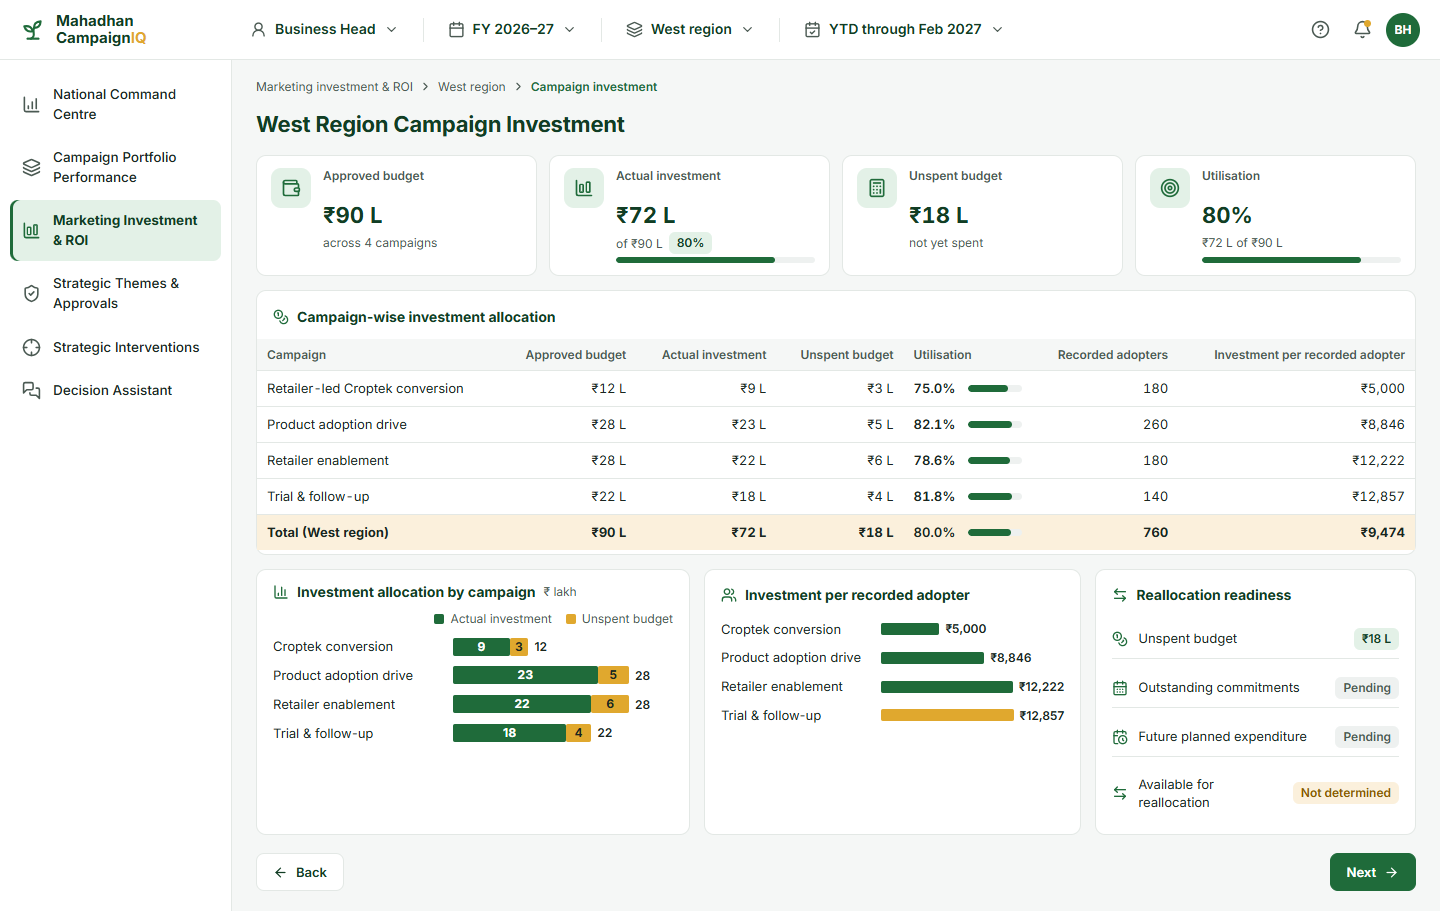 Mahadhan
CampaignIQ
Business Head
FY 2026–27
West region
YTD through Feb 2027
BH
National Command
Centre
Campaign Portfolio
Performance
Marketing Investment
& ROI
Strategic Themes &
Approvals
Strategic Interventions
Decision Assistant
Marketing investment & ROI > West region > Campaign investment
West Region Campaign Investment
Approved budget
₹90 L
across 4 campaigns
Actual investment
₹72 L
of ₹90 L 80%
Unspent budget
₹18 L
not yet spent
Utilisation
80%
₹72 L of ₹90 L
Campaign-wise investment allocation
Campaign Approved budget Actual investment Unspent budget Utilisation Recorded adopters Investment per recorded adopter
Retailer-led Croptek conversion ₹12 L ₹9 L ₹3 L 75.0% 180 ₹5,000
Product adoption drive ₹28 L ₹23 L ₹5 L 82.1% 260 ₹8,846
Retailer enablement ₹28 L ₹22 L ₹6 L 78.6% 180 ₹12,222
Trial & follow-up ₹22 L ₹18 L ₹4 L 81.8% 140 ₹12,857
Total (West region) ₹90 L ₹72 L ₹18 L 80.0% 760 ₹9,474
Investment allocation by campaign ₹ lakh
Actual investment Unspent budget
Croptek conversion 9 3 12
Product adoption drive 23 5 28
Retailer enablement 22 6 28
Trial & follow-up 18 4 22
Investment per recorded adopter
Croptek conversion ₹5,000
Product adoption drive ₹8,846
Retailer enablement ₹12,222
Trial & follow-up ₹12,857
Reallocation readiness
Unspent budget ₹18 L
Outstanding commitments Pending
Future planned expenditure Pending
Available for
reallocation Not determined
Back
Next